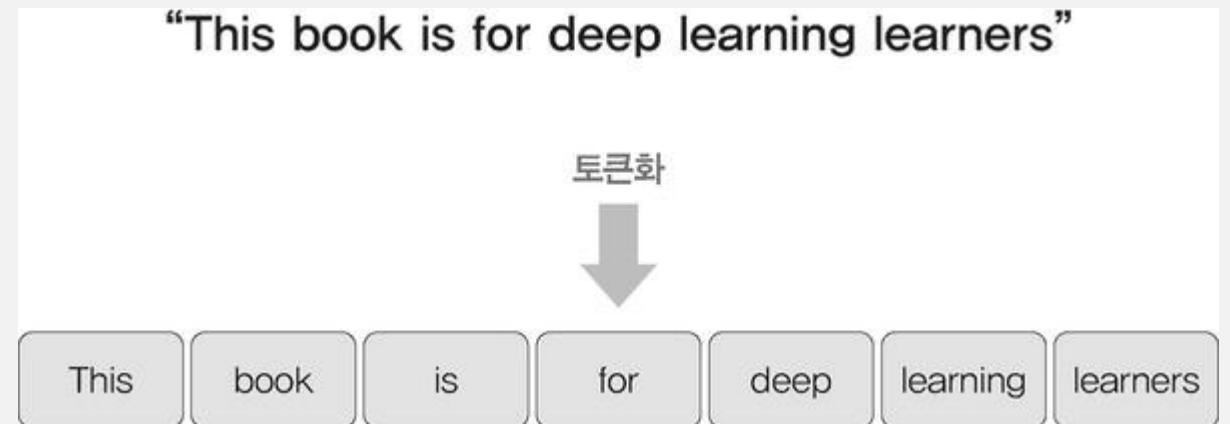 “This book is for deep learning learners”
토큰화
This book is for deep learning learners